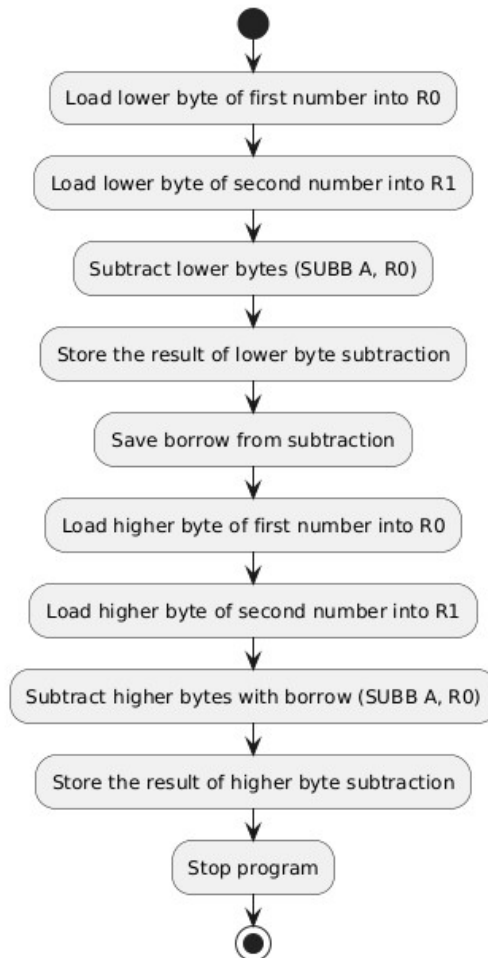 Load lower byte of first number into R0
Load lower byte of second number into R1
Subtract lower bytes (SUBB A, R0)
Store the result of lower byte subtraction
Save borrow from subtraction
Load higher byte of first number into R0
Load higher byte of second number into R1
Subtract higher bytes with borrow (SUBB A, R0)
Store the result of higher byte subtraction
Stop program